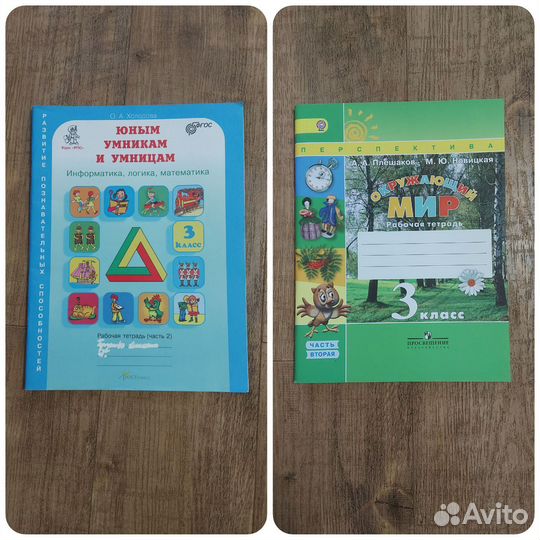 О. А. Холодова
РАЗВИТИЕ ПОЗНАВАТЕЛЬНЫХ СПОСОБНОСТЕЙ
ФГОС
ЮНЫМ
УМНИКАМ
И УМНИЦАМ
Информатика, логика, математика
3
КЛАСС
Рабочая тетрадь (часть 2)
ПЕРСПЕКТИВА
А. А. Плешаков М. Ю. Новицкая
ОКРУЖАЮЩИЙ
МИР
Рабочая тетрадь
3 класс
ЧАСТЬ
ВТОРАЯ
ПРОСВЕЩЕНИЕ
ИЗДАТЕЛЬСТВО
Avito